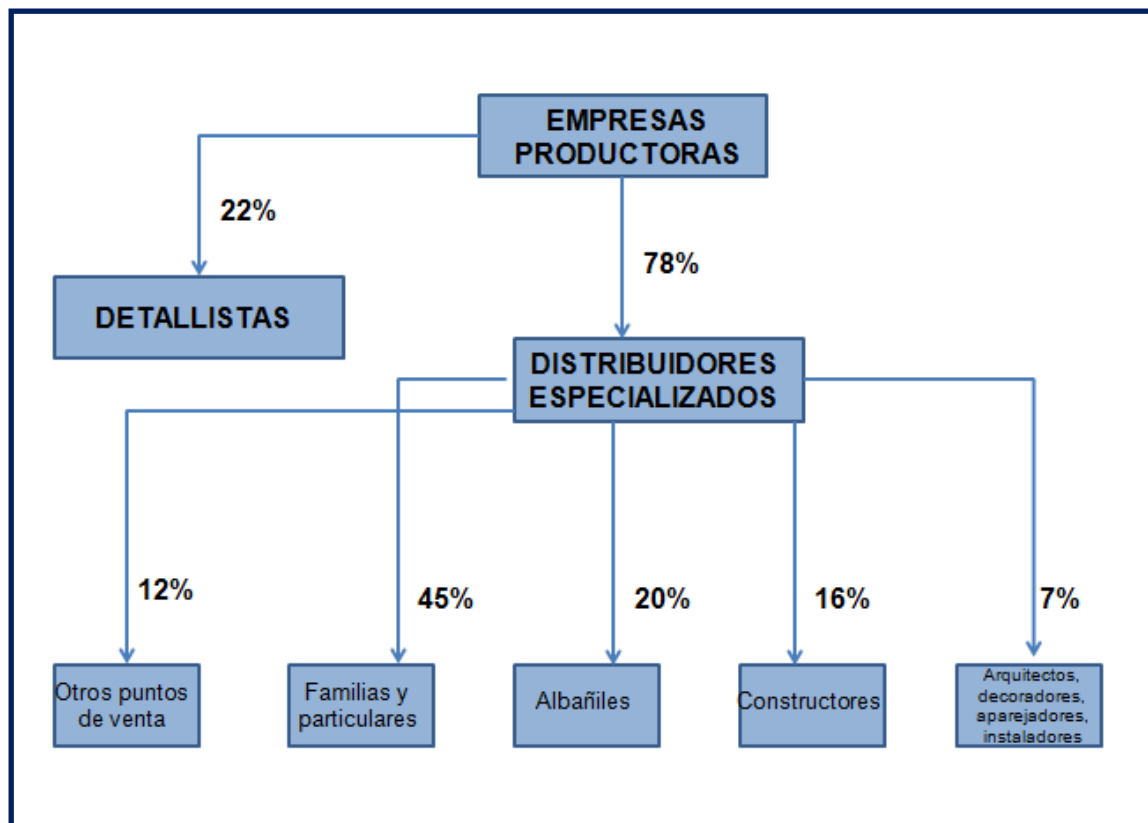 EMPRESAS
PRODUCTORAS
22%
78%
DETALLISTAS
DISTRIBUIDORES
ESPECIALIZADOS
12%
45%
20%
16%
7%
Otros puntos
de venta
Familias y
particulares
Albañiles
Constructores
Arquitectos,
decoradores,
aparejadores,
instaladores